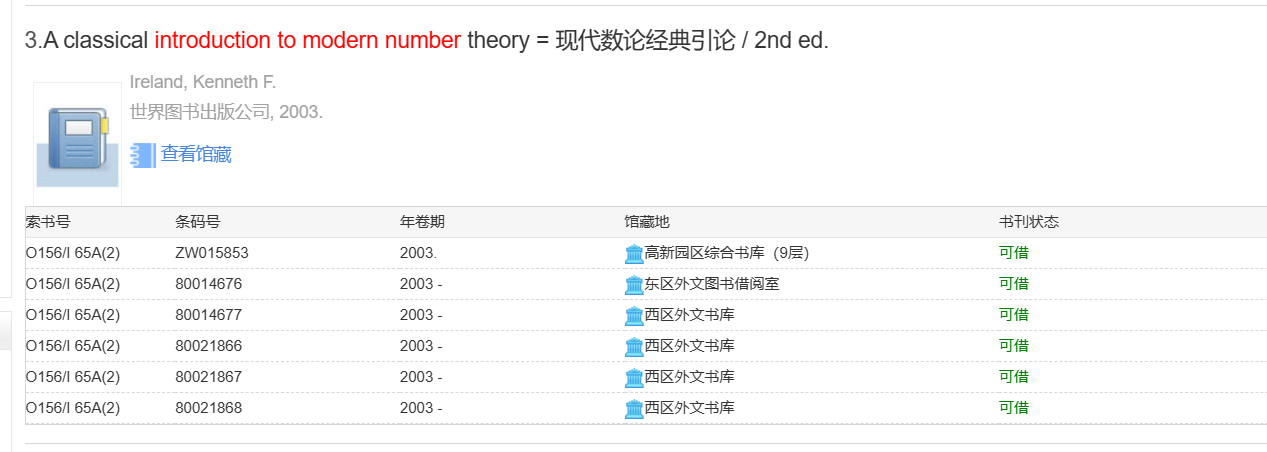 3.A classical introduction to modern number theory = 现代数论经典引论 / 2nd ed.
Ireland, Kenneth F.
世界图书出版公司, 2003.
查看馆藏
索书号 条码号 年卷期 馆藏地 书刊状态
O156/I 65A(2) ZW015853 2003. 高新园区综合书库（9层） 可借
O156/I 65A(2) 80014676 2003 - 东区外文图书借阅室 可借
O156/I 65A(2) 80014677 2003 - 西区外文书库 可借
O156/I 65A(2) 80021866 2003 - 西区外文书库 可借
O156/I 65A(2) 80021867 2003 - 西区外文书库 可借
O156/I 65A(2) 80021868 2003 - 西区外文书库 可借